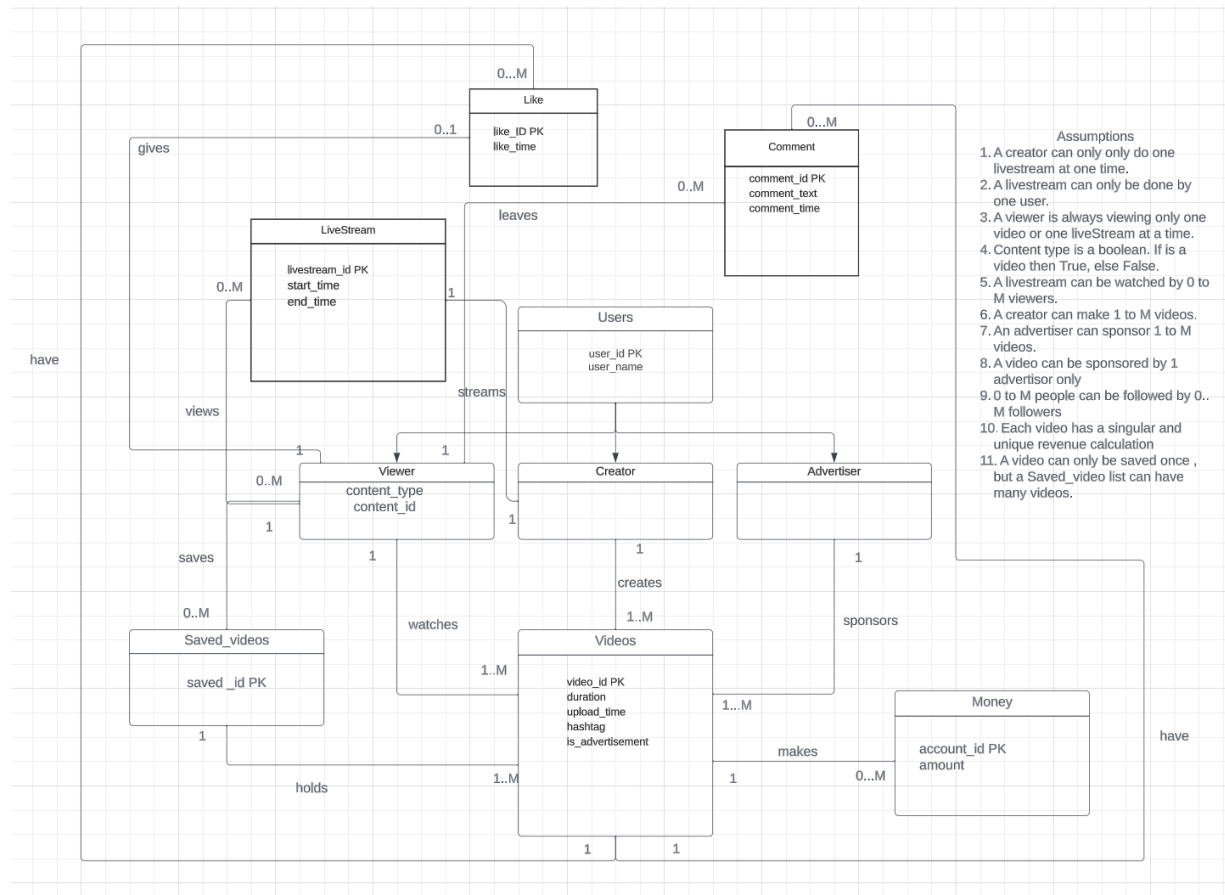 0...M
Like
like_ID PK
like_time
0..1
gives
0...M
Comment
comment_id PK
comment_text
comment_time
0..M
leaves
LiveStream
livestream_id PK
start_time
end_time
0..M
1
Users
user_id PK
user_name
have
streams
views
1
1
Viewer
content_type
content_id
Creator
Advertiser
0..M
1
1
1
1
1
saves
creates
0..M
1..M
watches
sponsors
Saved_videos
saved _id PK
Videos
video_id PK
duration
upload_time
hashtag
is_advertisement
1..M
1...M
Money
account_id PK
amount
1
makes
have
1..M
1
0...M
holds
1
1
Assumptions
1. A creator can only only do one
livestream at one time.
2. A livestream can only be done by
one user.
3. A viewer is always viewing only one
video or one liveStream at a time.
4. Content type is a boolean. If is a
video then True, else False.
5. A livestream can be watched by 0 to
M viewers.
6. A creator can make 1 to M videos.
7. An advertiser can sponsor 1 to M
videos.
8. A video can be sponsored by 1
advertisor only
9. 0 to M people can be followed by 0..
M followers
10. Each video has a singular and
unique revenue calculation
11. A video can only be saved once ,
but a Saved_video list can have
many videos.